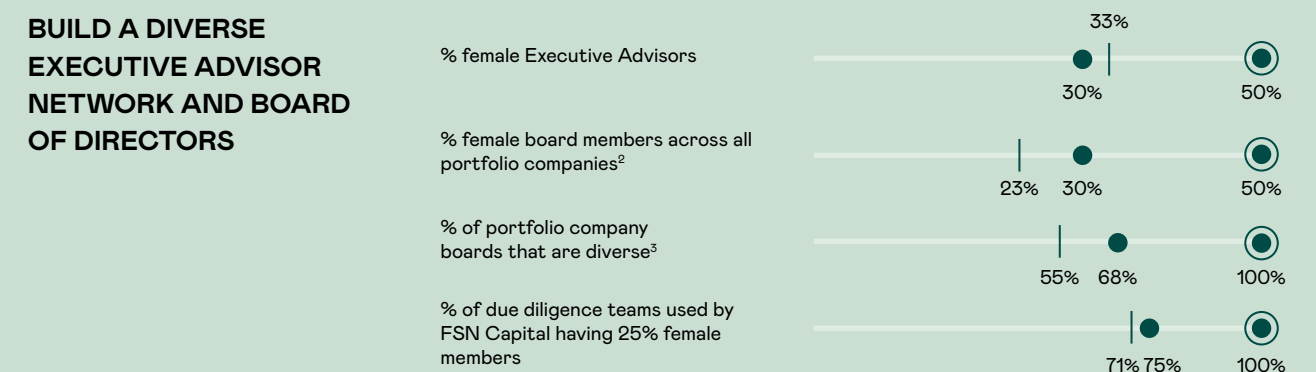 BUILD A DIVERSE
EXECUTIVE ADVISOR
NETWORK AND BOARD
OF DIRECTORS
33%
% female Executive Advisors
30% 50%
% female board members across all
portfolio companies2
23% 30% 50%
% of portfolio company
boards that are diverse3
55% 68% 100%
% of due diligence teams used by
FSN Capital having 25% female
members
71% 75% 100%